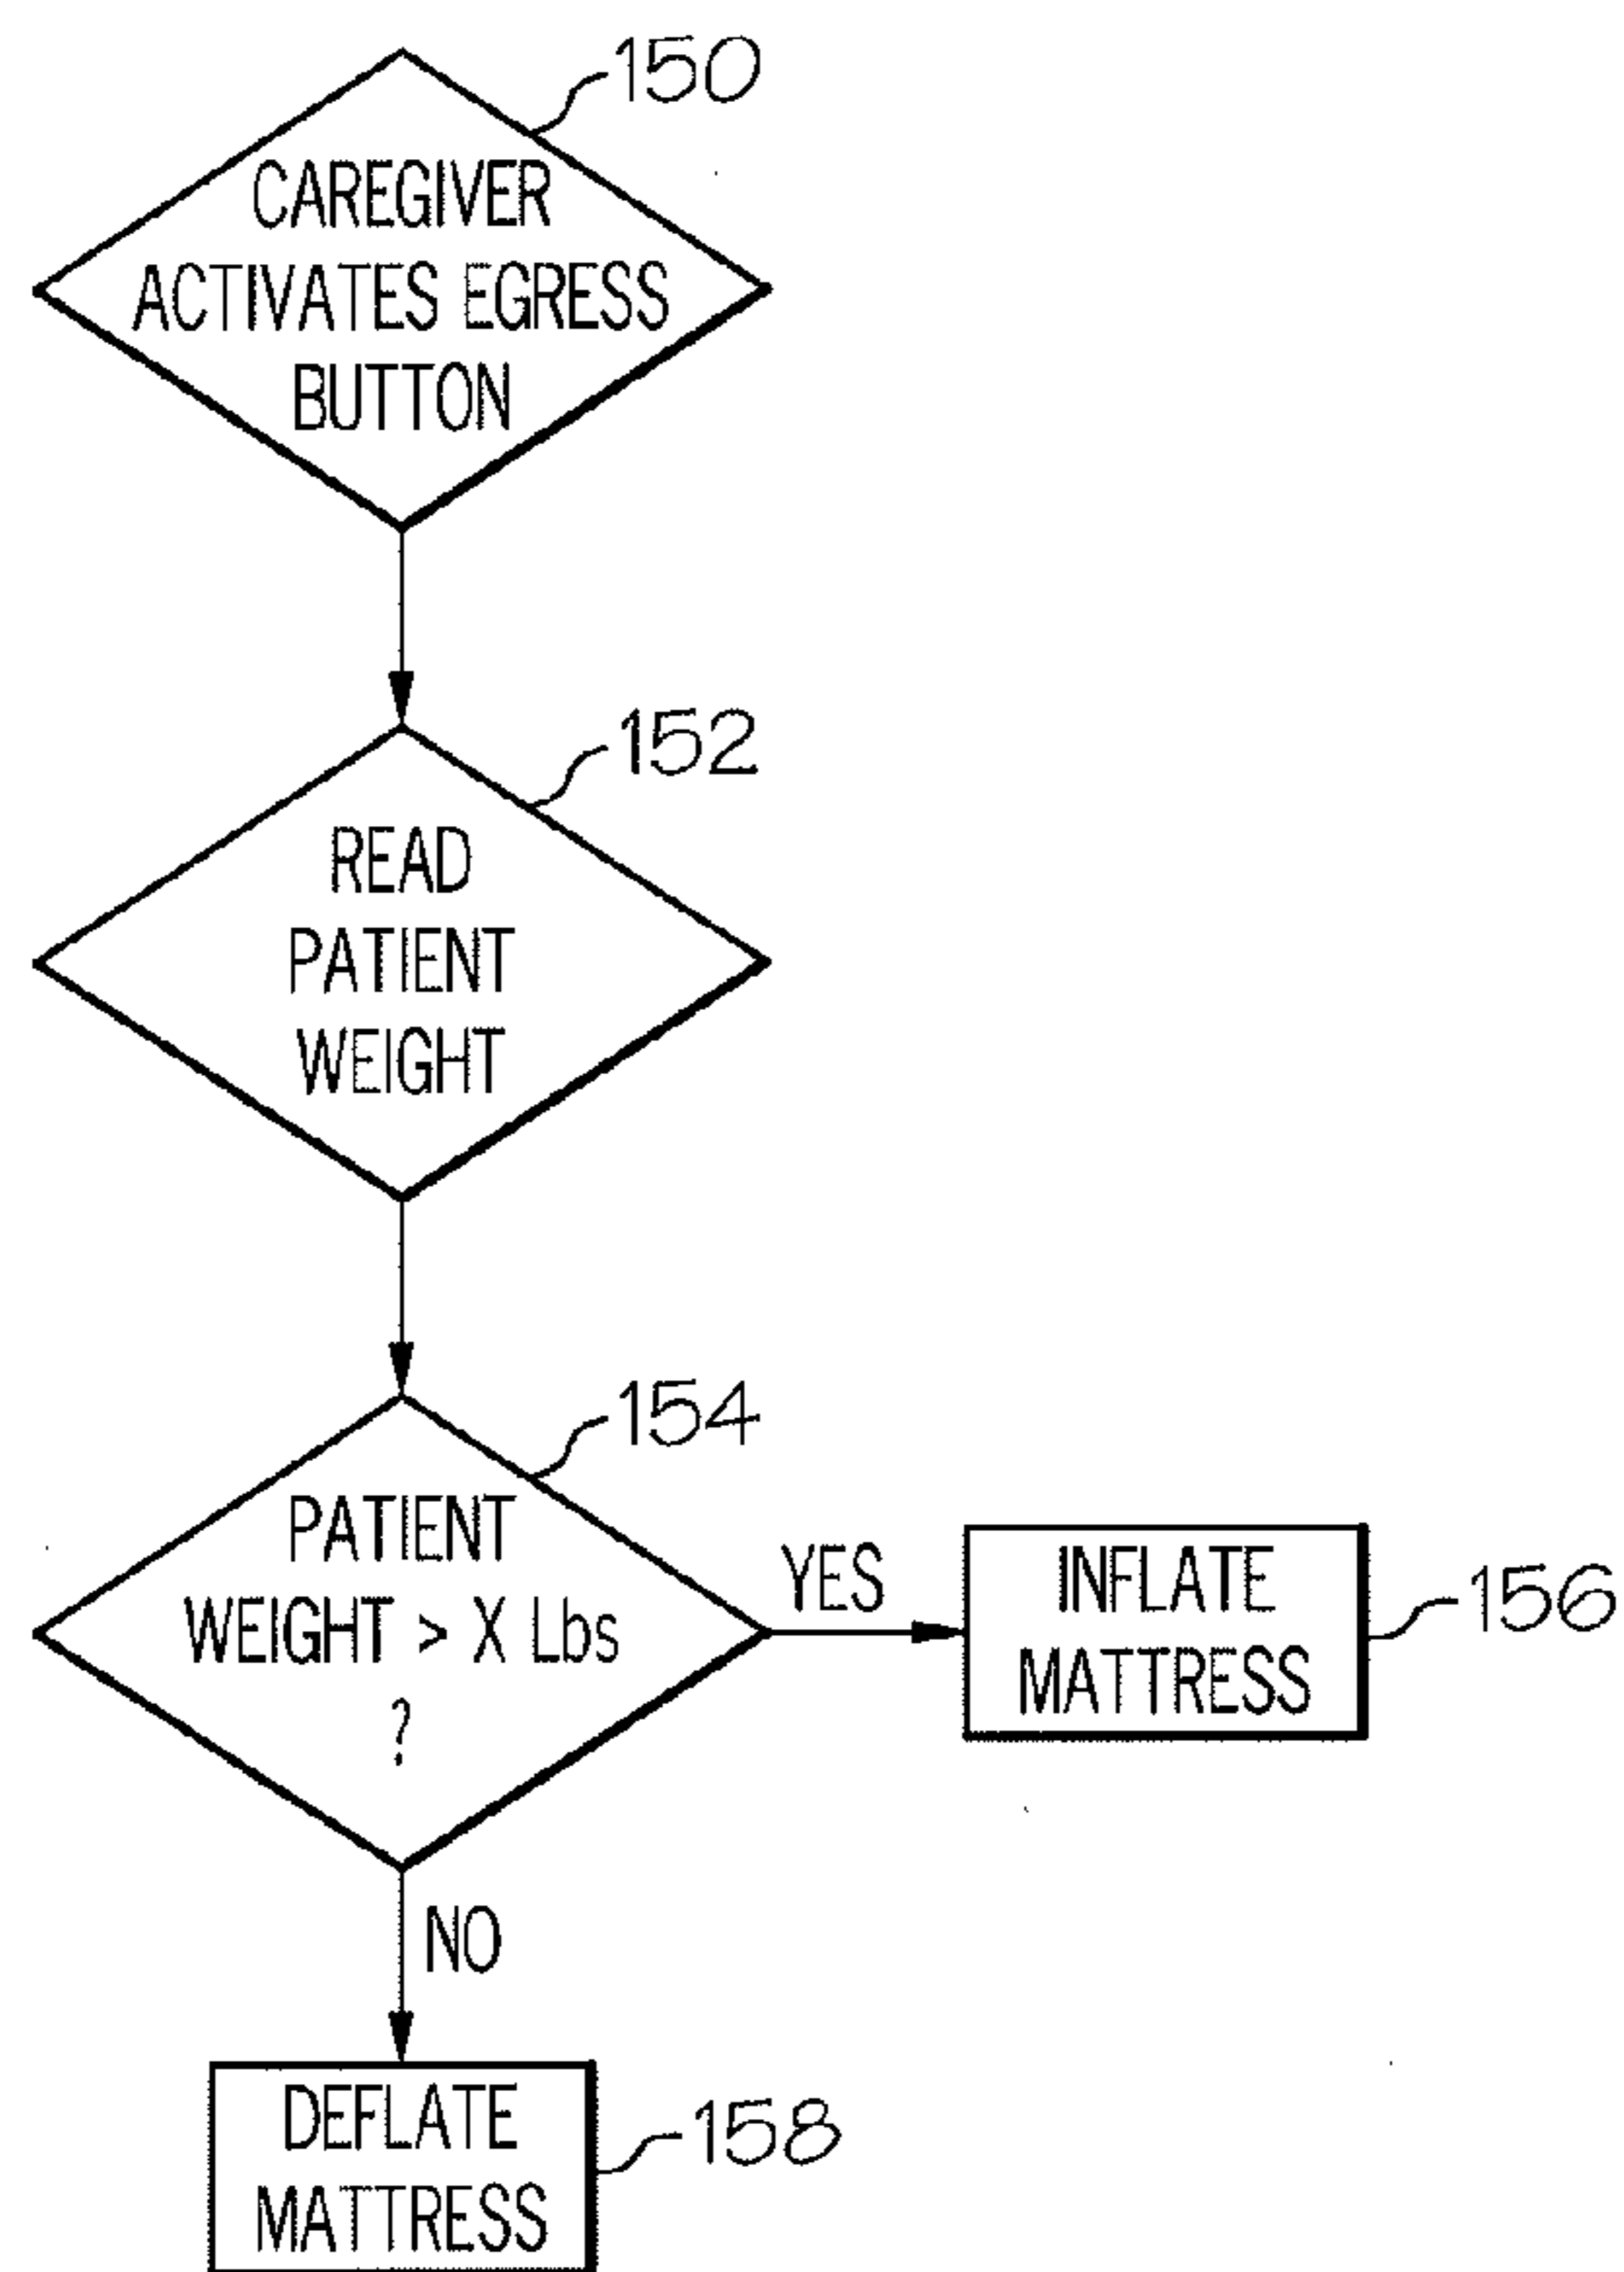 150
CAREGIVER
ACTIVATES EGRESS
BUTTON
152
READ
PATIENT
WEIGHT
154
PATIENT
WEIGHT > X Lbs
?
YES
INFLATE
MATTRESS
156
NO
DEFLATE
MATTRESS
158